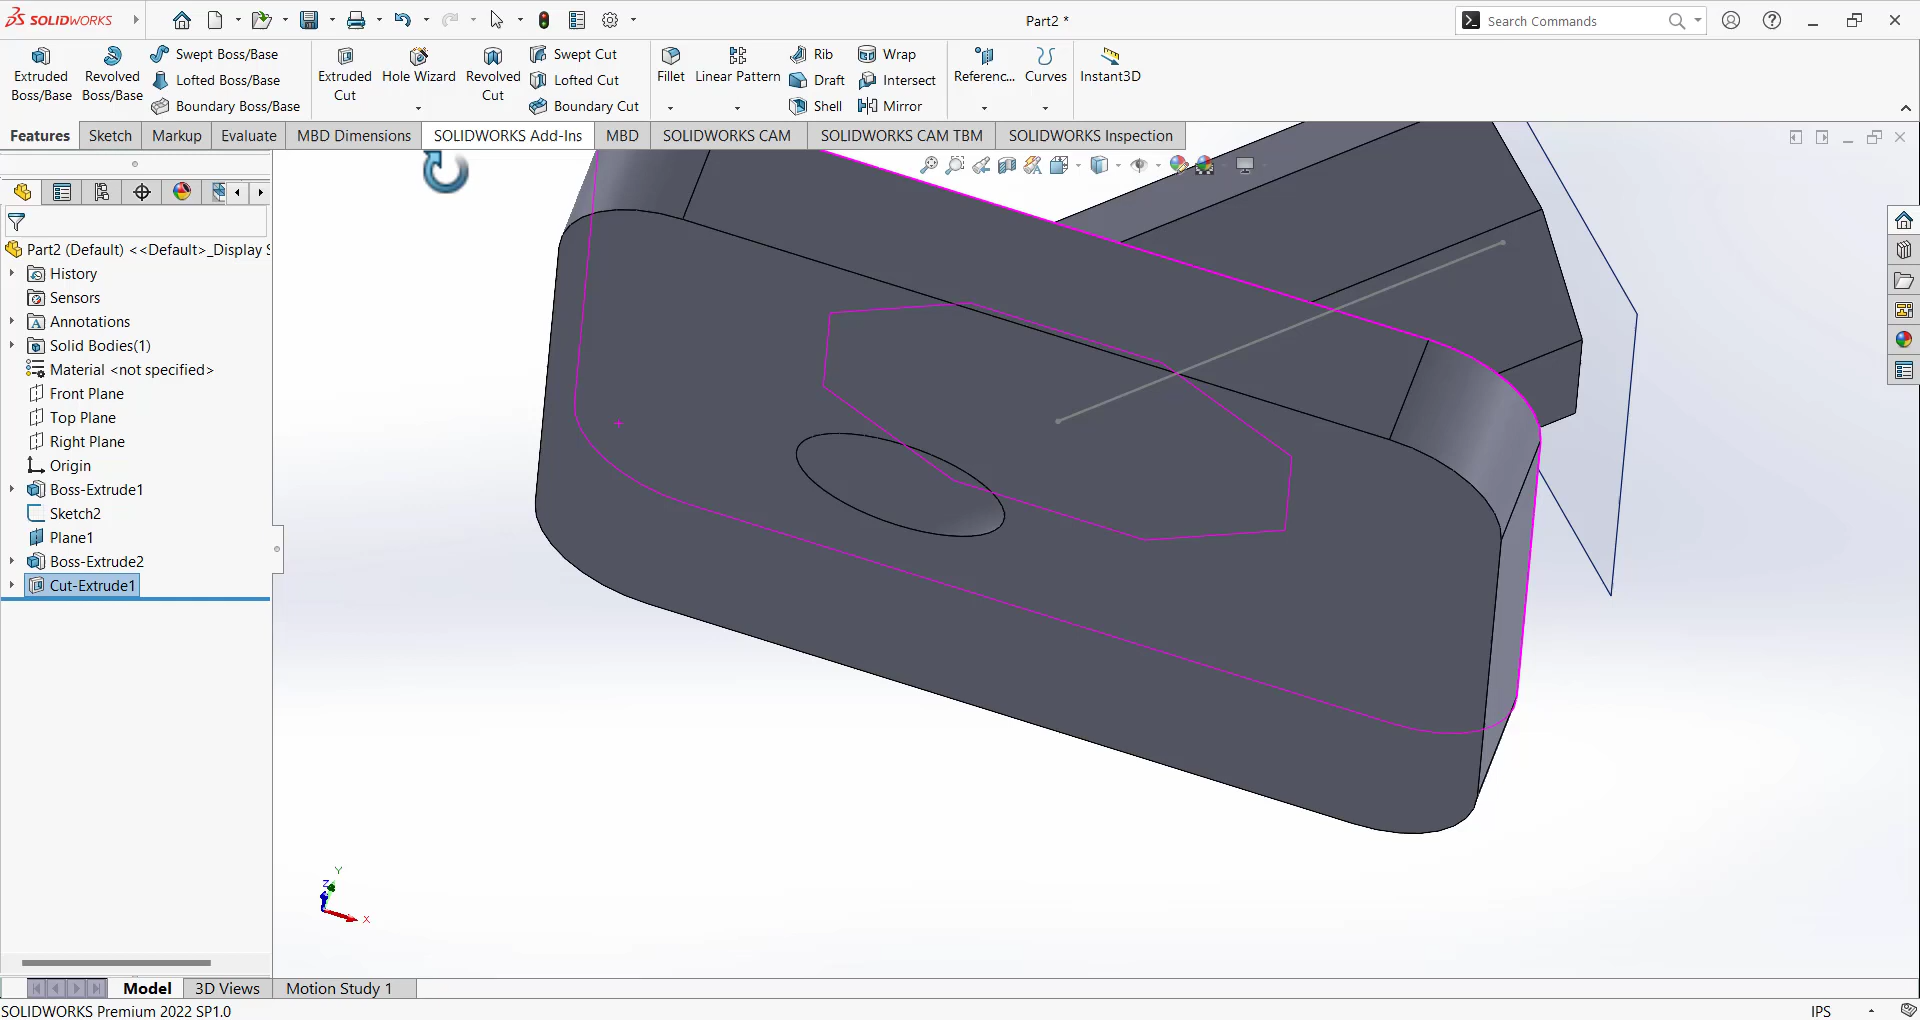 SOLIDWORKS
Part2 *
Search Commands
Extruded Boss/Base
Revolved Boss/Base
Swept Boss/Base
Lofted Boss/Base
Boundary Boss/Base
Extruded Cut
Hole Wizard
Revolved Cut
Swept Cut
Lofted Cut
Boundary Cut
Fillet
Linear Pattern
Rib
Draft
Shell
Wrap
Intersect
Mirror
Referenc...
Curves
Instant3D
Features
Sketch
Markup
Evaluate
MBD Dimensions
SOLIDWORKS Add-Ins
MBD
SOLIDWORKS CAM
SOLIDWORKS CAM TBM
SOLIDWORKS Inspection
Part2 (Default) <<Default>_Display S
History
Sensors
Annotations
Solid Bodies(1)
Material <not specified>
Front Plane
Top Plane
Right Plane
Origin
Boss-Extrude1
Sketch2
Plane1
Boss-Extrude2
Cut-Extrude1
Y
Z
X
Model
3D Views
Motion Study 1
SOLIDWORKS Premium 2022 SP1.0
IPS